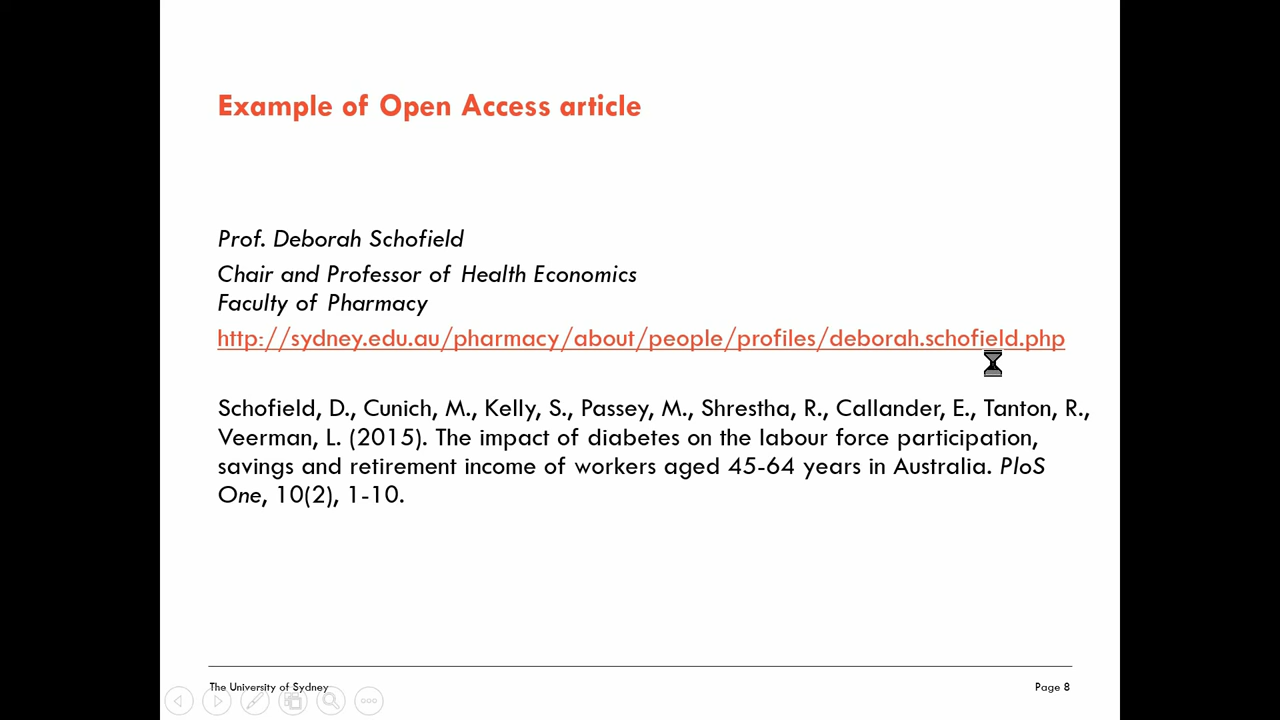 Example of Open Access article
Prof. Deborah Schofield
Chair and Professor of Health Economics
Faculty of Pharmacy
http://sydney.edu.au/pharmacy/about/people/profiles/deborah.schofield.php
Schofield, D., Cunich, M., Kelly, S., Passey, M., Shrestha, R., Callander, E., Tanton, R.,
Veerman, L. (2015). The impact of diabetes on the labour force participation,
savings and retirement income of workers aged 45-64 years in Australia. PloS
One, 10(2), 1-10.
The University of Sydney
Page 8